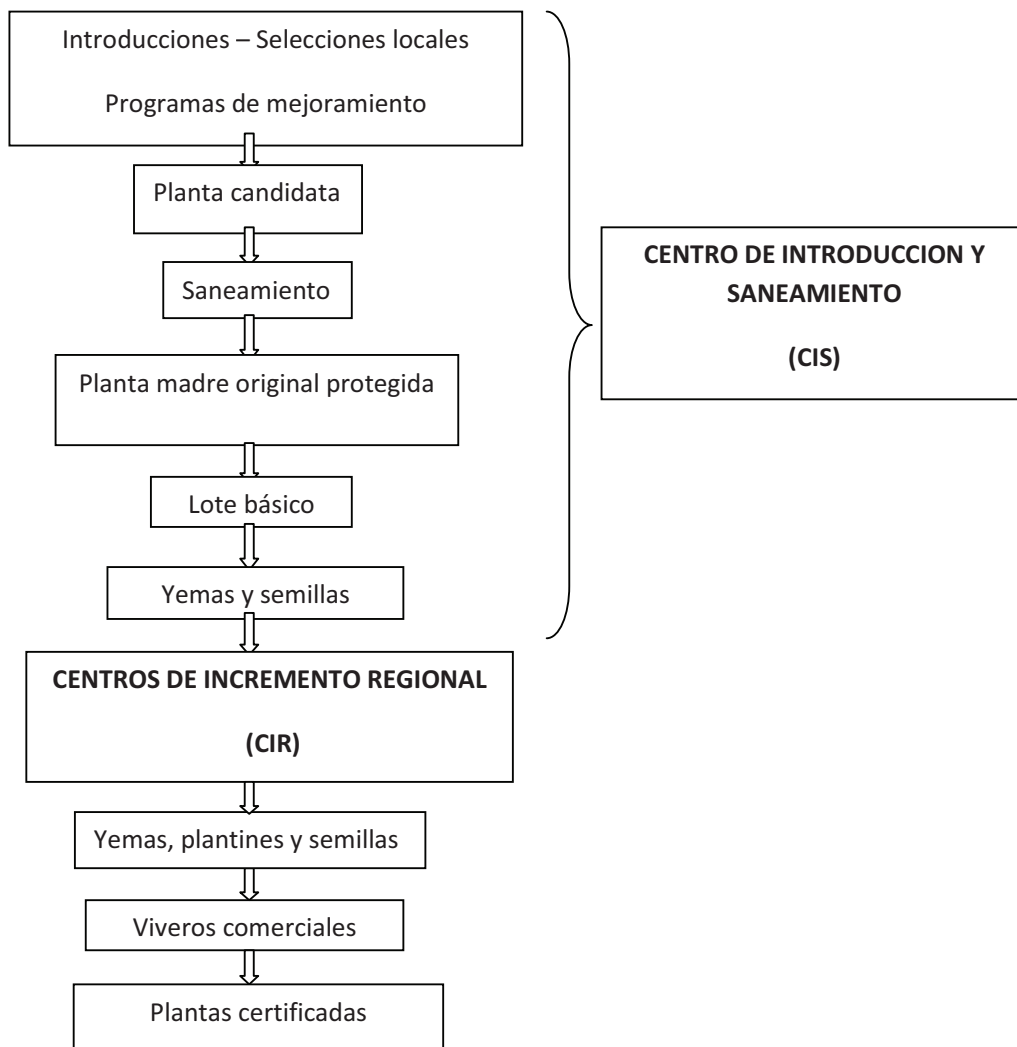 Introducciones – Selecciones locales
Programas de mejoramiento
Planta candidata
Saneamiento
Planta madre original protegida
Lote básico
Yemas y semillas
CENTRO DE INTRODUCCION Y
SANEAMIENTO
(CIS)
CENTROS DE INCREMENTO REGIONAL
(CIR)
Yemas, plantines y semillas
Viveros comerciales
Plantas certificadas